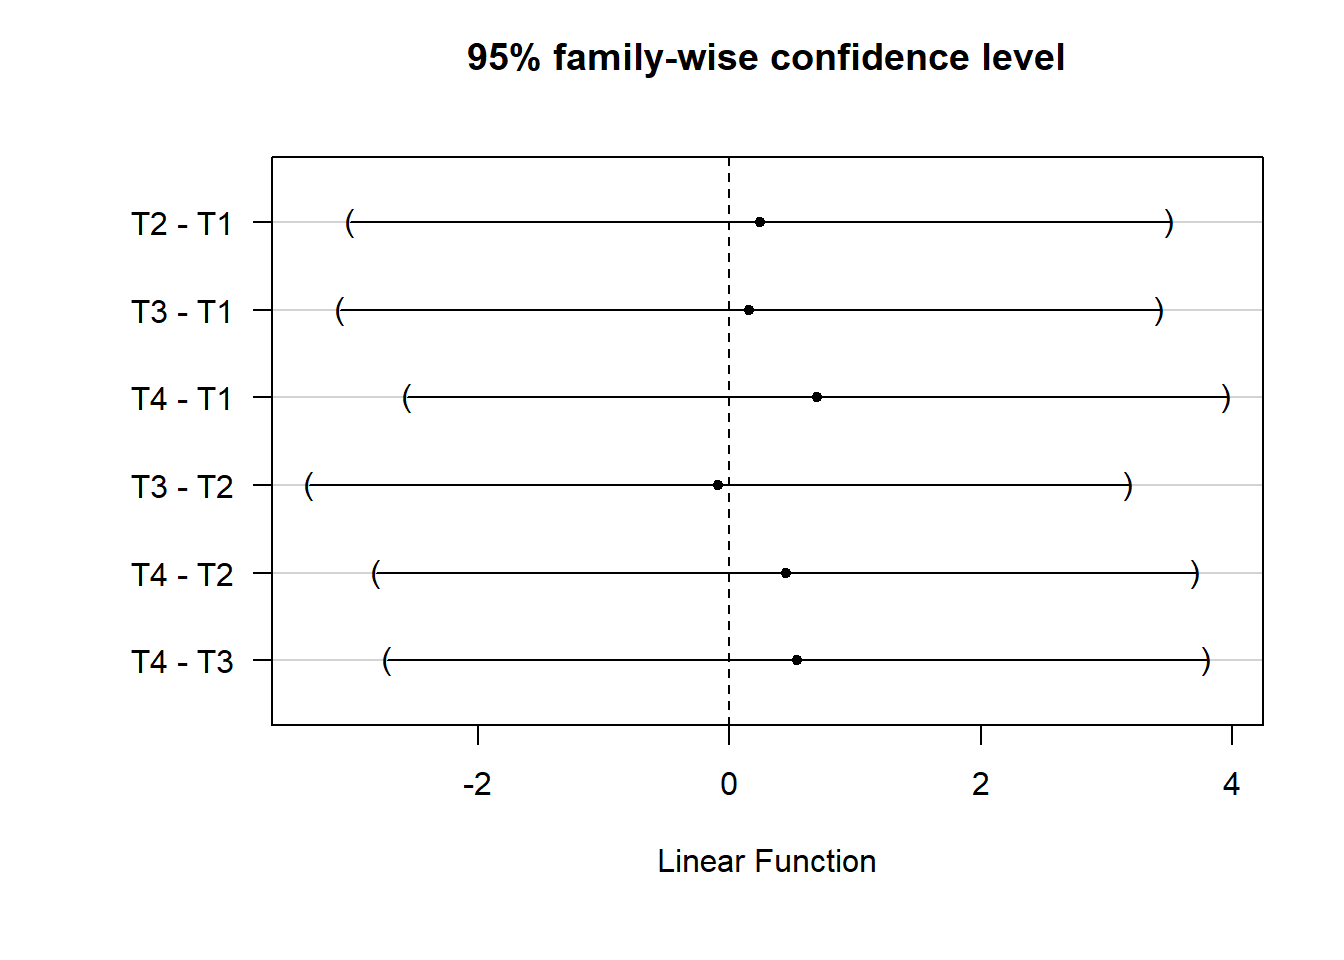 95% family-wise confidence level
T2 - T1
T3 - T1
T4 - T1
T3 - T2
T4 - T2
T4 - T3
-2 0 2 4
Linear Function